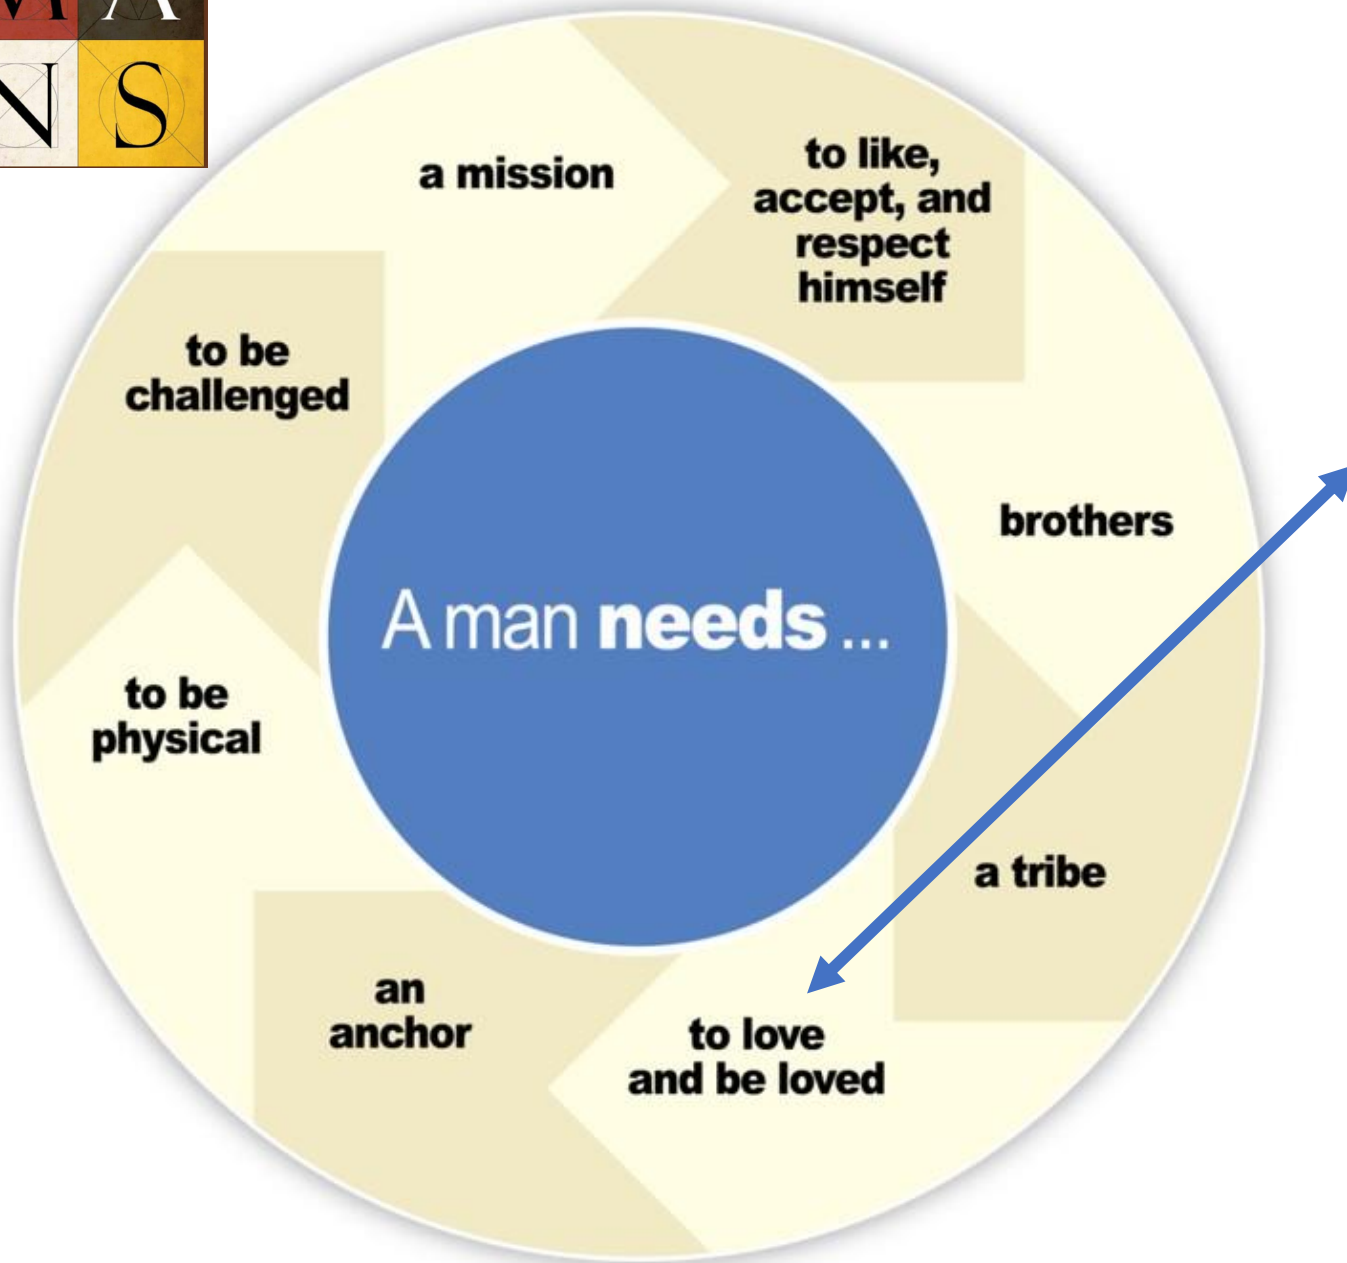 M A
N S
a mission
to like,
accept, and
respect
himself
to be
challenged
brothers
A man needs ...
to be
physical
a tribe
an
anchor
to love
and be loved